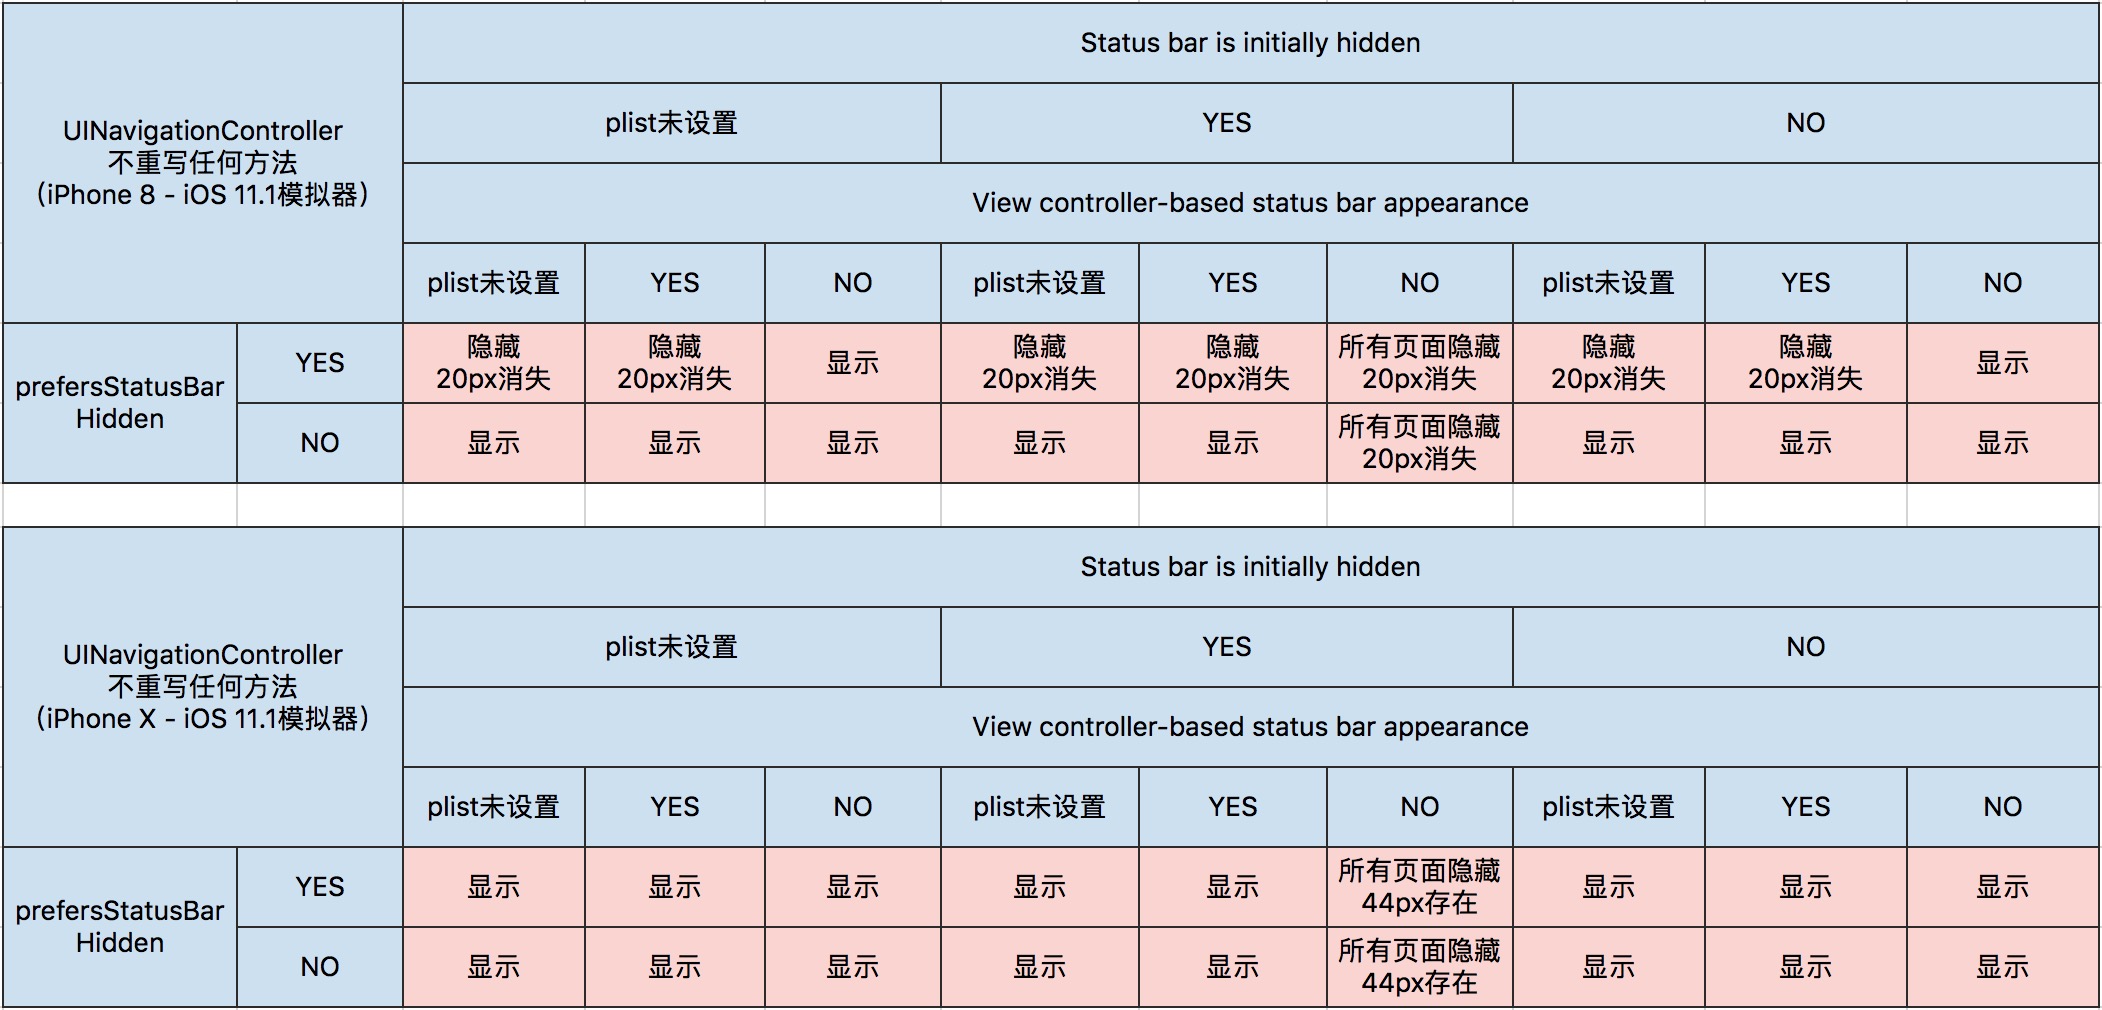 UINavigationController
不重写任何方法
（iPhone 8 - iOS 11.1模拟器）
Status bar is initially hidden
plist未设置
YES
NO
View controller-based status bar appearance
plist未设置
YES
NO
plist未设置
YES
NO
plist未设置
YES
NO
prefersStatusBar
Hidden
YES
隐藏
20px消失
隐藏
20px消失
显示
隐藏
20px消失
隐藏
20px消失
所有页面隐藏
20px消失
隐藏
20px消失
隐藏
20px消失
显示
NO
显示
显示
显示
显示
显示
所有页面隐藏
20px消失
显示
显示
显示
UINavigationController
不重写任何方法
（iPhone X - iOS 11.1模拟器）
Status bar is initially hidden
plist未设置
YES
NO
View controller-based status bar appearance
plist未设置
YES
NO
plist未设置
YES
NO
plist未设置
YES
NO
prefersStatusBar
Hidden
YES
显示
显示
显示
显示
显示
所有页面隐藏
44px存在
显示
显示
显示
NO
显示
显示
显示
显示
显示
所有页面隐藏
44px存在
显示
显示
显示